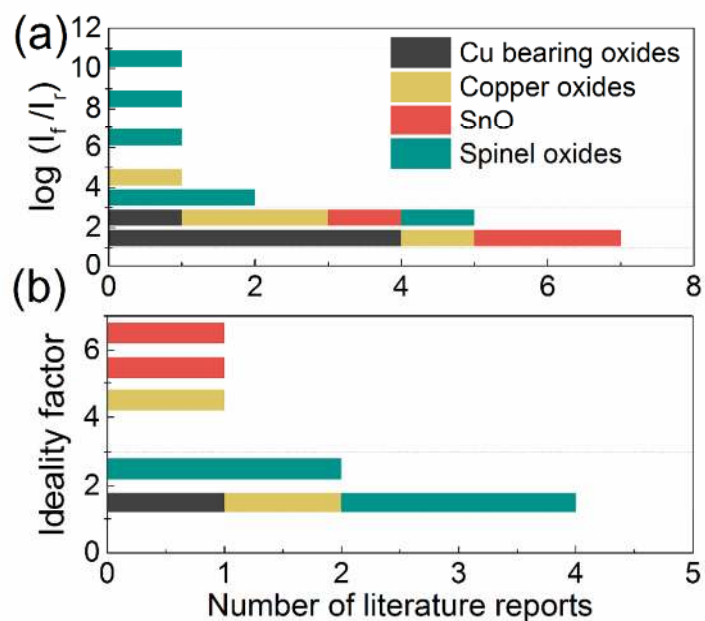 (a)
log (I_f/I_r)
12
10
8
6
4
2
0
Cu bearing oxides
Copper oxides
SnO
Spinel oxides
0 2 4 6 8
(b)
Ideality factor
6
4
2
0
0 1 2 3 4 5
Number of literature reports